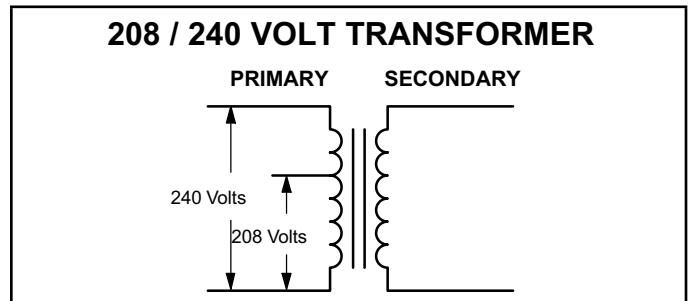 208 / 240 VOLT TRANSFORMER
PRIMARY SECONDARY
240 Volts
208 Volts